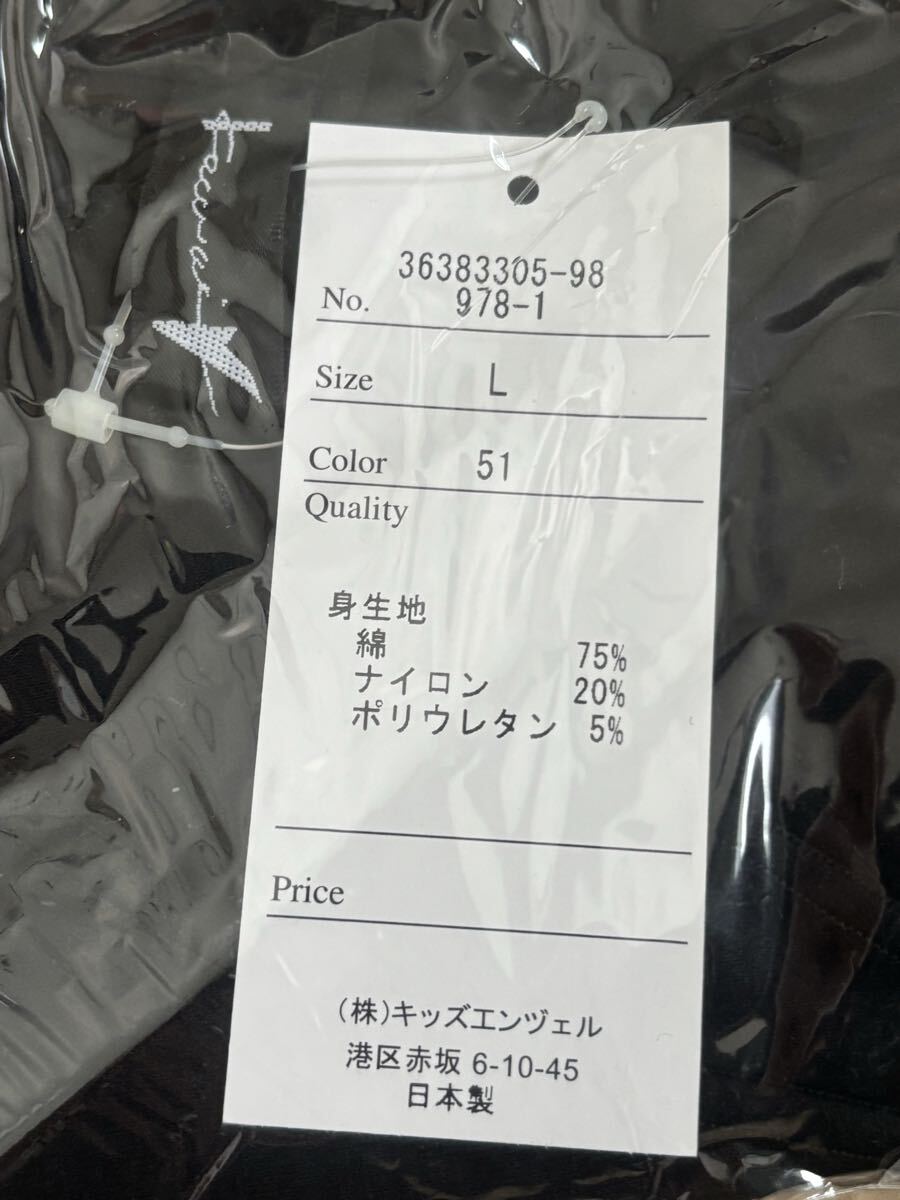 36383305-98
No. 978-1
Size L
Color 51
Quality
身生地
綿 75%
ナイロン 20%
ポリウレタン 5%
Price
(株)キッズエンヂェル
港区赤坂 6-10-45
日本製